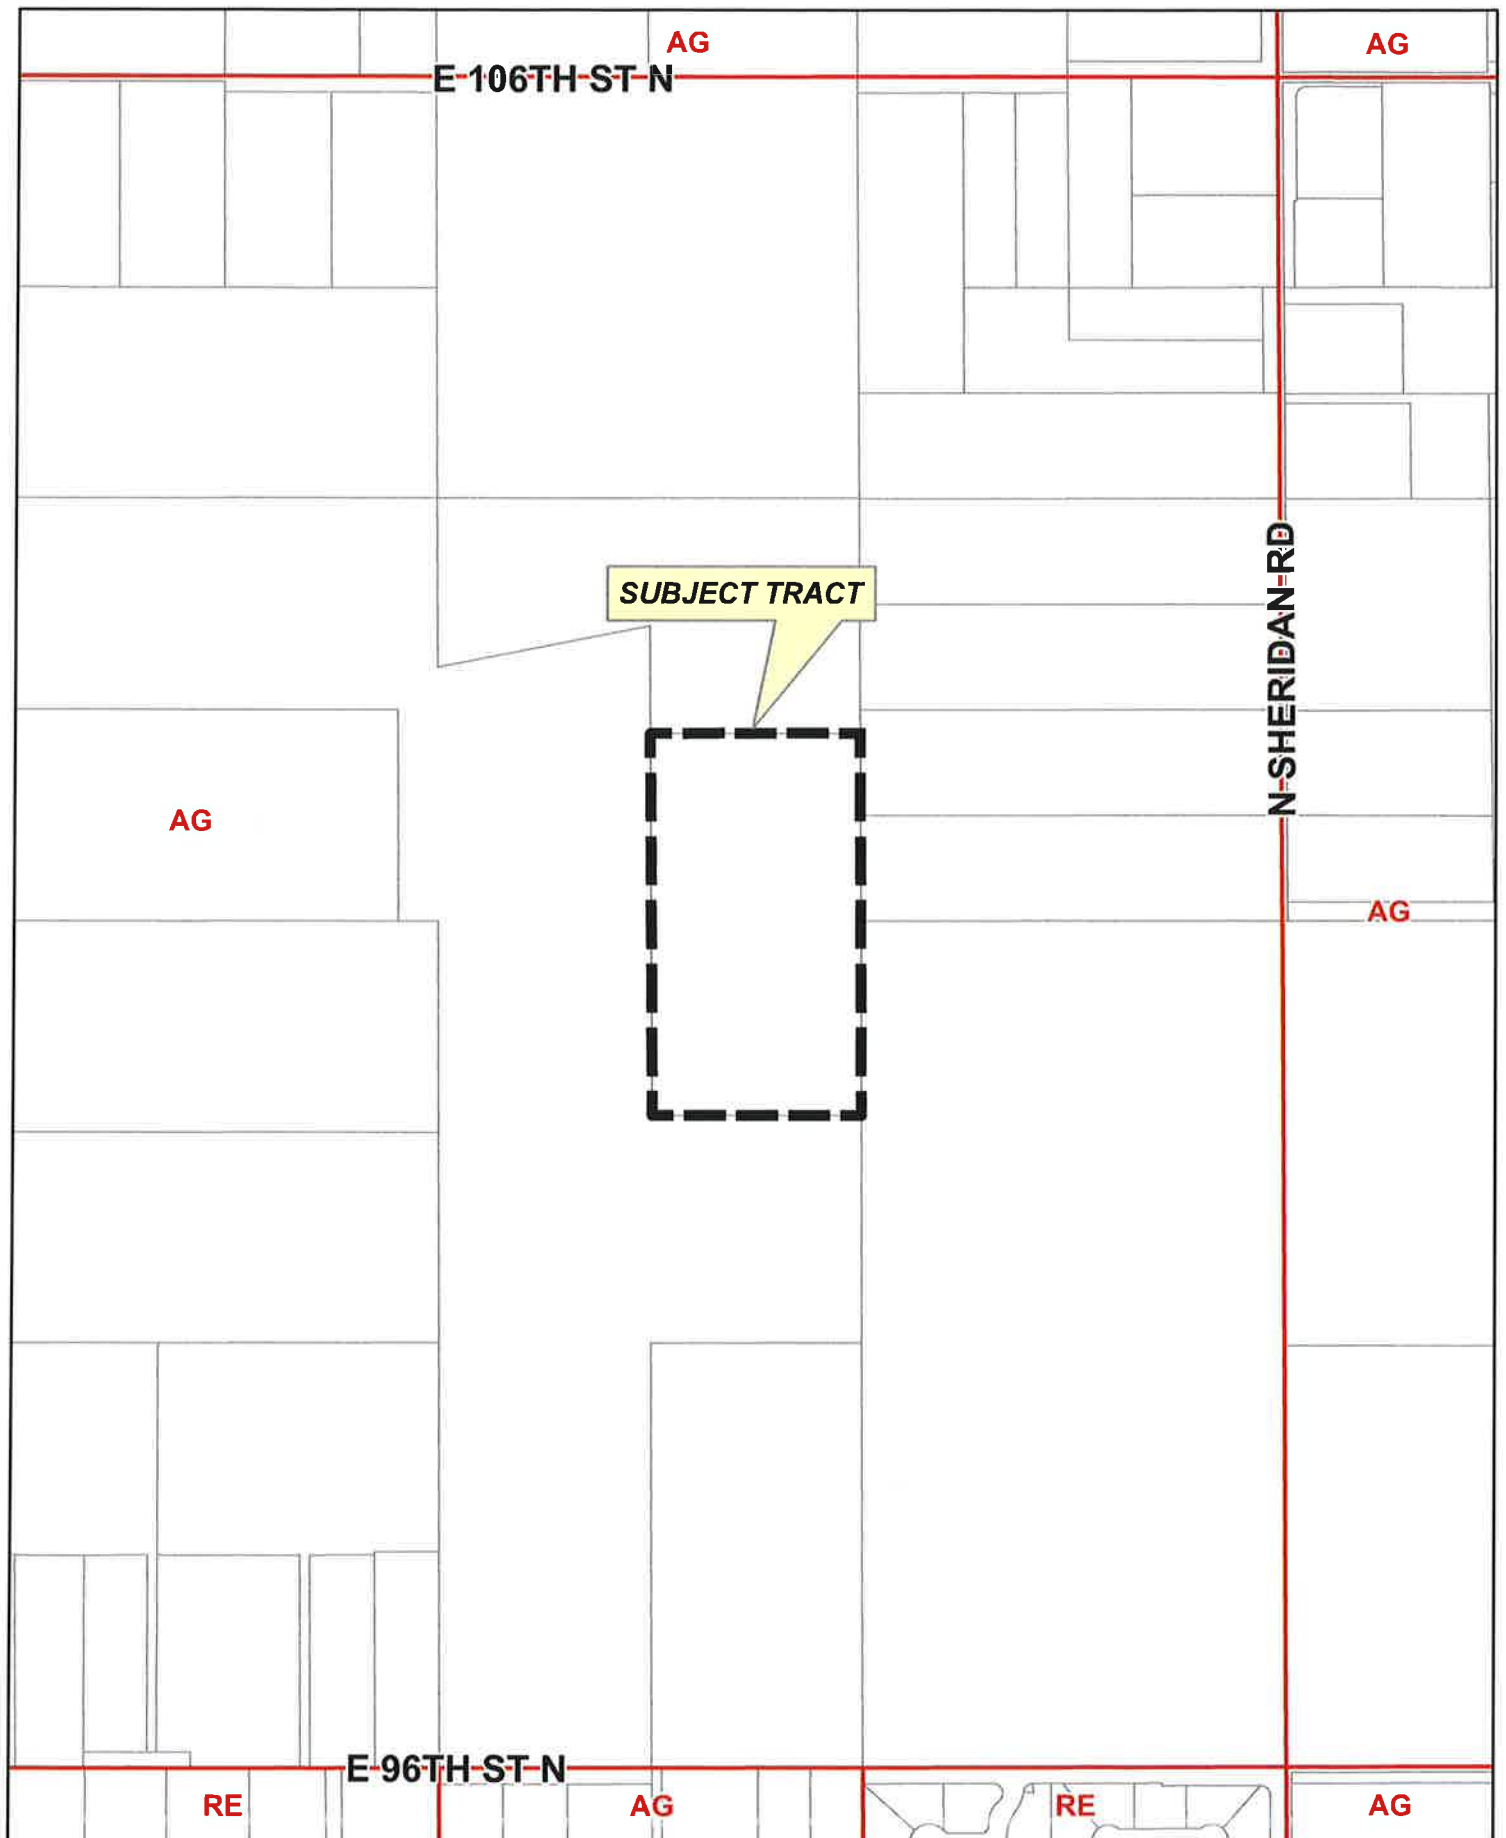 AG
AG
E 106TH ST N
SUBJECT TRACT
N SHERIDAN RD
AG
AG
E 96TH ST N
RE
AG
RE
AG